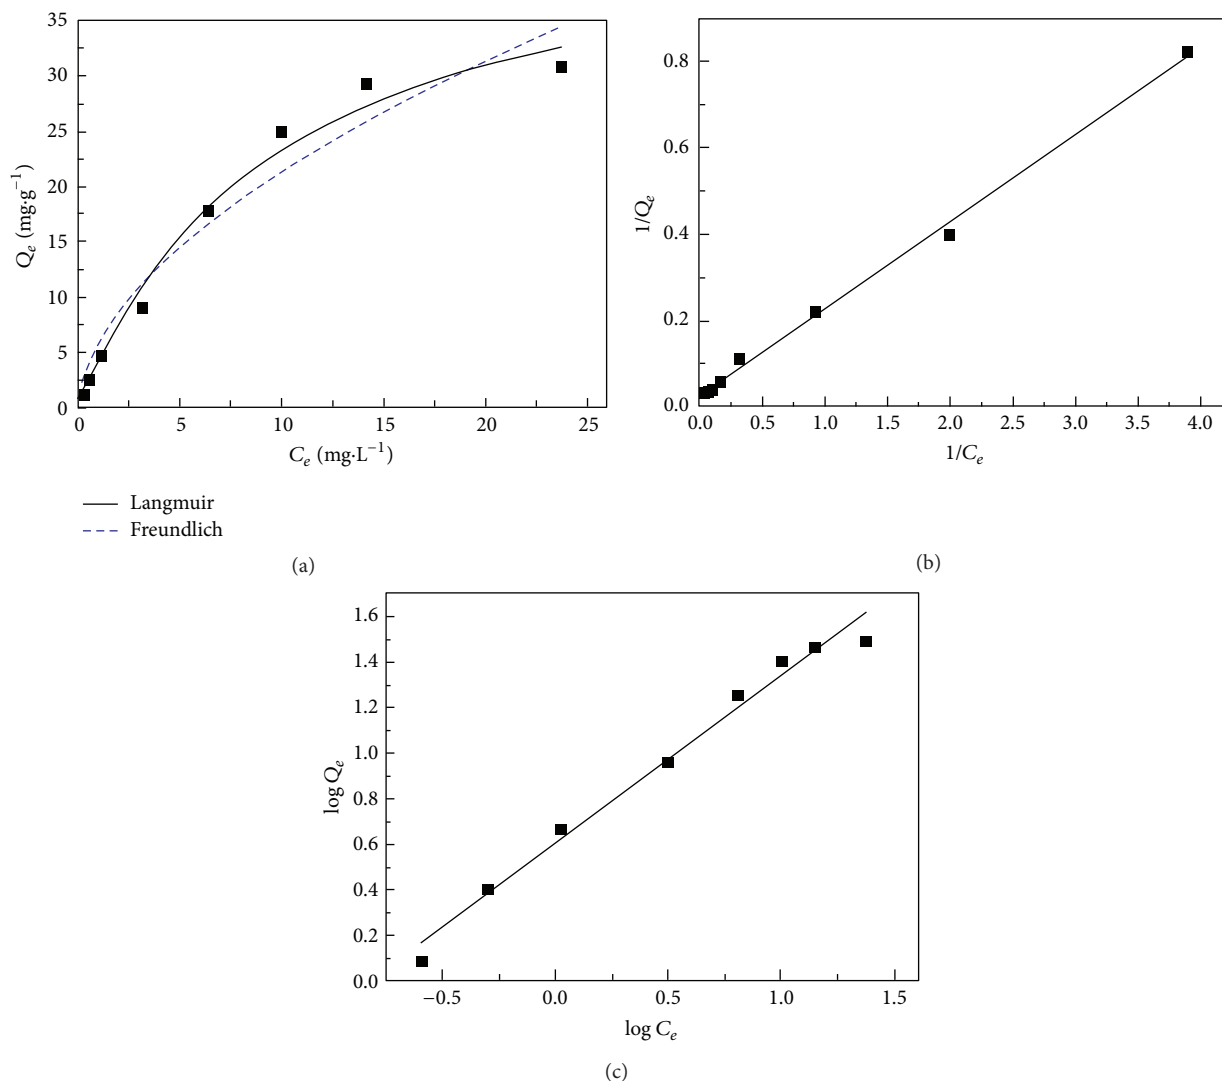 35
30
25
20
15
10
5
0
Qe (mg·g−1)
0 5 10 15 20 25
Ce (mg·L−1)
Langmuir
Freundlich
(a)
0.8
0.6
0.4
0.2
0.0
1/Qe
0.0 0.5 1.0 1.5 2.0 2.5 3.0 3.5 4.0
1/Ce
(b)
1.6
1.4
1.2
1.0
0.8
0.6
0.4
0.2
0.0
log Qe
−0.5 0.0 0.5 1.0 1.5
log Ce
(c)